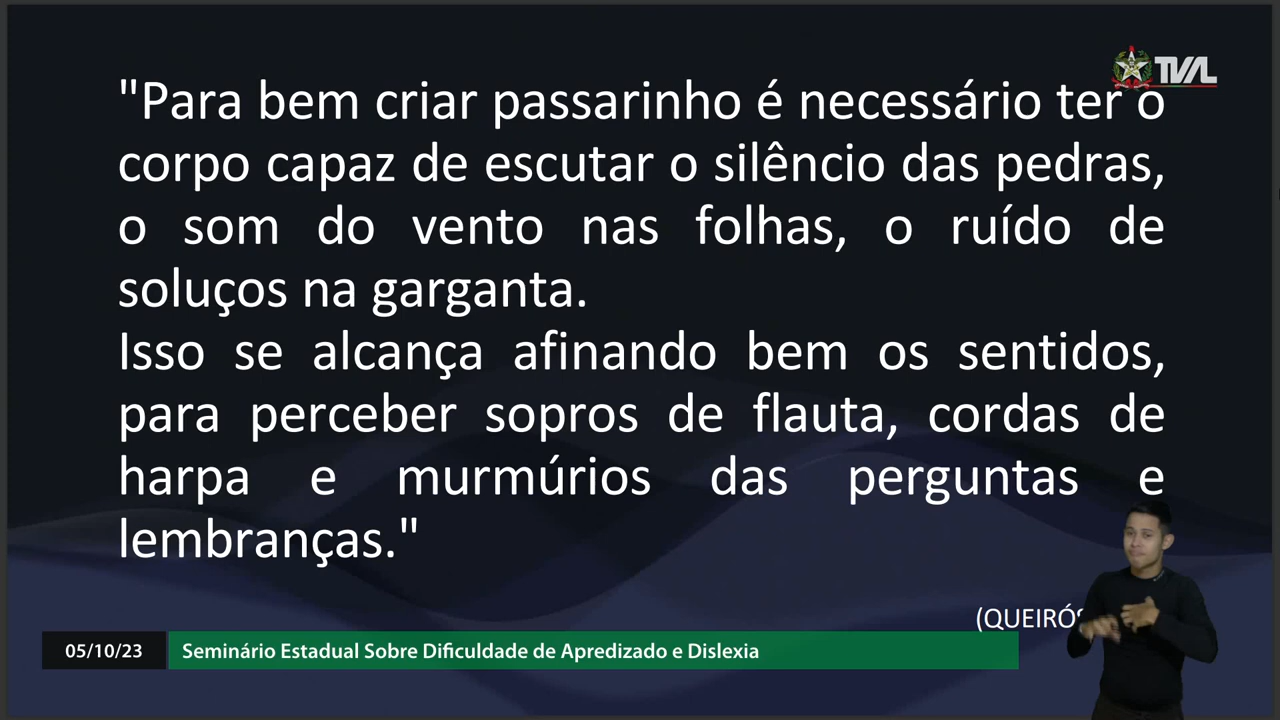 "Para bem criar passarinho é necessário ter o
corpo capaz de escutar o silêncio das pedras,
o som do vento nas folhas, o ruído de
soluços na garganta.
Isso se alcança afinando bem os sentidos,
para perceber sopros de flauta, cordas de
harpa e murmúrios das perguntas e
lembranças."
(QUEIRÓS
05/10/23 Seminário Estadual Sobre Dificuldade de Apredizado e Dislexia
TVAL